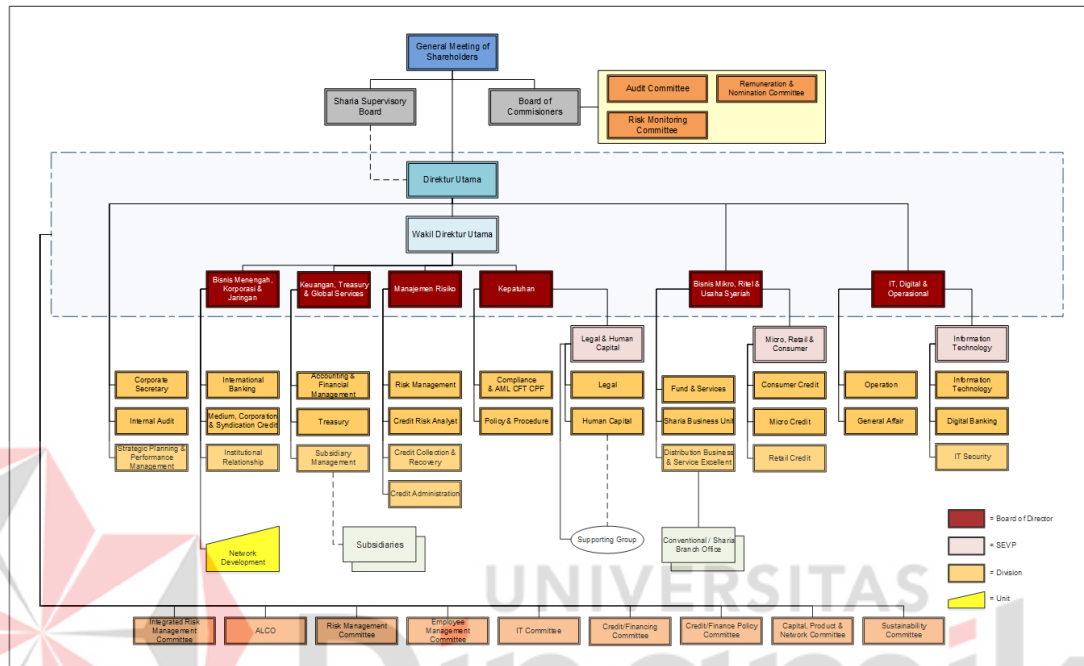 General Meeting of
Shareholders
Sharia Supervisory
Board
Board of
Commisioners
Audit Committee
Remuneration &
Nomination Committee
Risk Monitoring
Committee
Direktur Utama
Wakil Direktur Utama
Bisnis Menengah,
Korporasi &
Jaringan
Keuangan, Treasury
& Global Services
Manajemen Risiko
Kepatuhan
Bisnis Mikro, Ritel &
Usaha Syariah
IT, Digital &
Operasional
Legal & Human
Capital
Micro, Retail &
Consumer
Information
Technology
Corporate
Secretary
International
Banking
Accounting &
Financial
Management
Risk Management
Compliance
& AML CFT CPF
Legal
Fund & Services
Consumer Credit
Operation
Information
Technology
Internal Audit
Medium, Corporation
& Syndication Credit
Treasury
Credit Risk Analyst
Policy & Procedure
Human Capital
Sharia Business Unit
Micro Credit
General Affair
Digital Banking
Strategic Planning &
Performance
Management
Institutional
Relationship
Subsidiary
Management
Credit Collection &
Recovery
Distribution Business
& Service Excellent
Retail Credit
IT Security
Credit Administration
Network
Development
Subsidiaries
Supporting Group
Conventional / Sharia
Branch Office
= Board of Director
= SEVP
= Division
= Unit
UNIVERSITAS
Integrated Risk
Management
Committee
ALCO
Risk Management
Committee
Employee
Management
Committee
IT Committee
Credit/Financing
Committee
Credit/Finance Policy
Committee
Capital, Product &
Network Committee
Sustainability
Committee